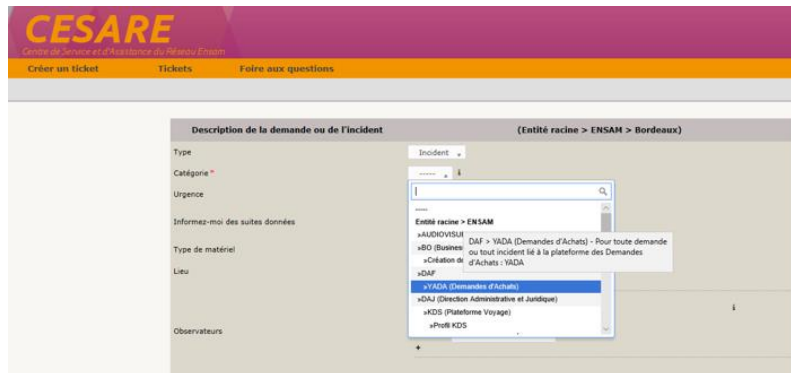 CESARE
Centre de Service et d'Assistance du Réseau Ensam
Créer un ticket Tickets Foire aux questions
Description de la demande ou de l'incident (Entité racine > ENSAM > Bordeaux)
Type Incident
Catégorie * ----- i
Urgence
-----
Entité racine > ENSAM
Informez-moi des suites données
»AUDIOVISU
DAF > YADA (Demandes d'Achats) - Pour toute demande
ou tout incident lié à la plateforme des Demandes
d'Achats : YADA
Type de matériel
»BO (Business
»Création de
Lieu
»DAF
»YADA (Demandes d'Achats)
»DAJ (Direction Administrative et Juridique)
»KDS (Plateforme Voyage)
i
»Profil KDS
Observateurs
+